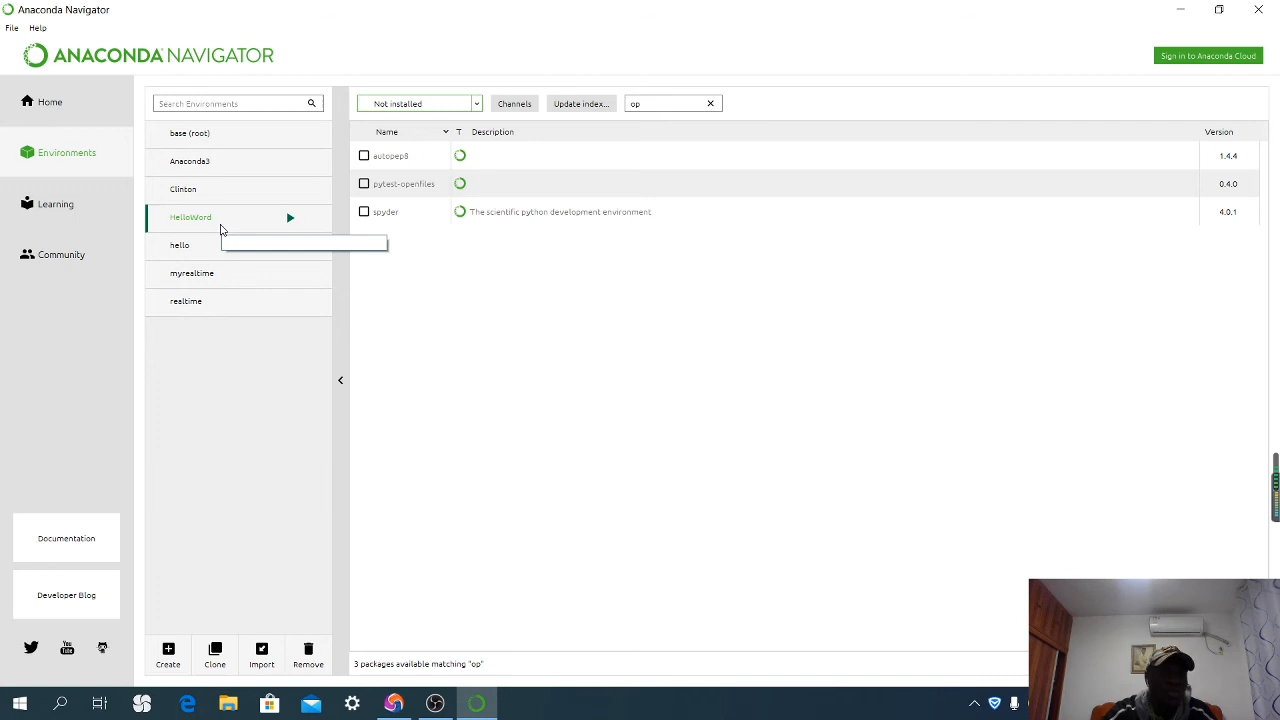 Anaconda Navigator
File Help
ANACONDA NAVIGATOR
Sign in to Anaconda Cloud
Home
Environments
Learning
Community
Documentation
Developer Blog
Search Environments
base (root)
Anaconda3
Clinton
HelloWord
hello
myrealtime
realtime
Create Clone Import Remove
Not installed Channels Update index... op
Name T Description Version
autopep8 1.4.4
pytest-openfiles 0.4.0
spyder The scientific python development environment 4.0.1
3 packages available matching "op"